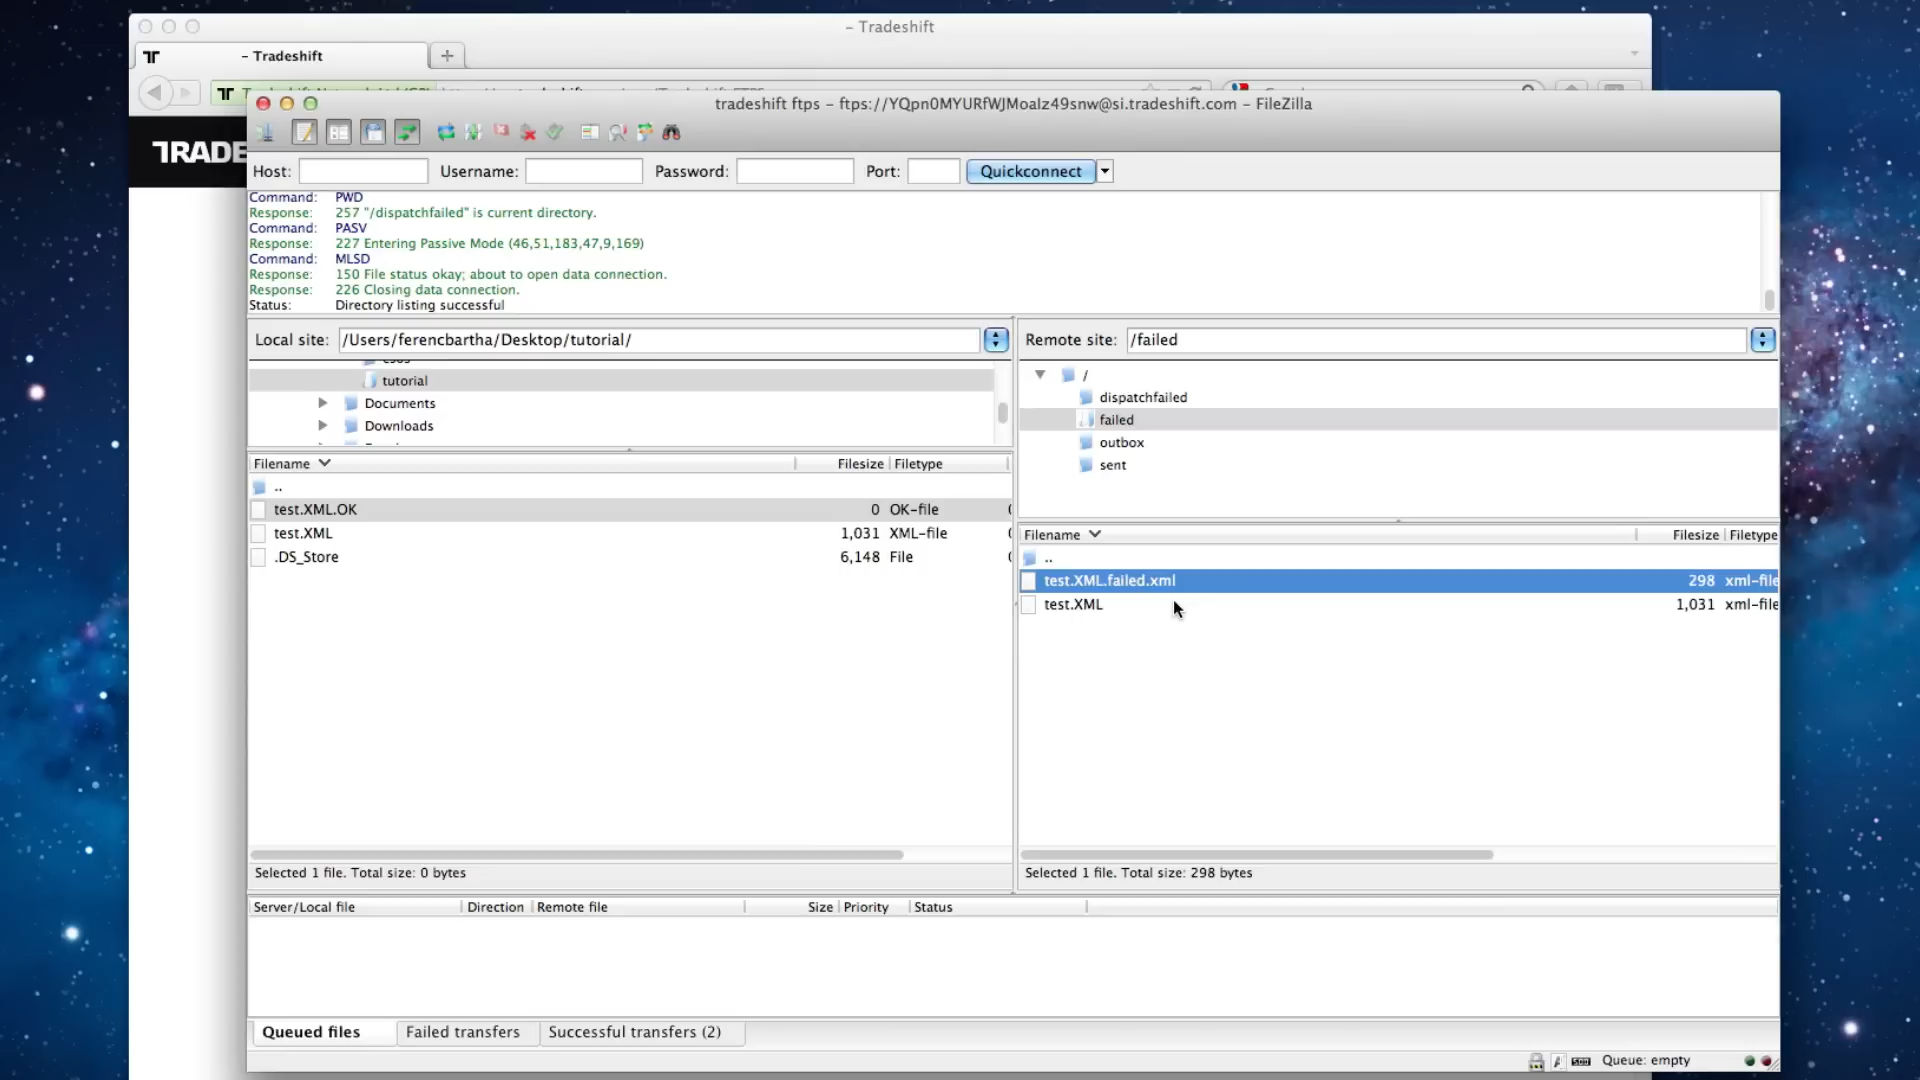 – Tradeshift
– Tradeshift
tradeshift ftps – ftps://YQpn0MYURfWJMoaIz49snw@si.tradeshift.com – FileZilla
TRADE
Host: Username: Password: Port: Quickconnect
Command: PWD
Response: 257 "/dispatchfailed" is current directory.
Command: PASV
Response: 227 Entering Passive Mode (46,51,183,47,9,169)
Command: MLSD
Response: 150 File status okay; about to open data connection.
Response: 226 Closing data connection.
Status: Directory listing successful
Local site: /Users/ferencbartha/Desktop/tutorial/
tutorial
Documents
Downloads
Filename Filesize Filetype
..
test.XML.OK 0 OK-file
test.XML 1,031 XML-file
.DS_Store 6,148 File
Selected 1 file. Total size: 0 bytes
Remote site: /failed
/
dispatchfailed
failed
outbox
sent
Filename Filesize Filetype
..
test.XML.failed.xml 298 xml-file
test.XML 1,031 xml-file
Selected 1 file. Total size: 298 bytes
Server/Local file Direction Remote file Size Priority Status
Queued files Failed transfers Successful transfers (2)
Queue: empty